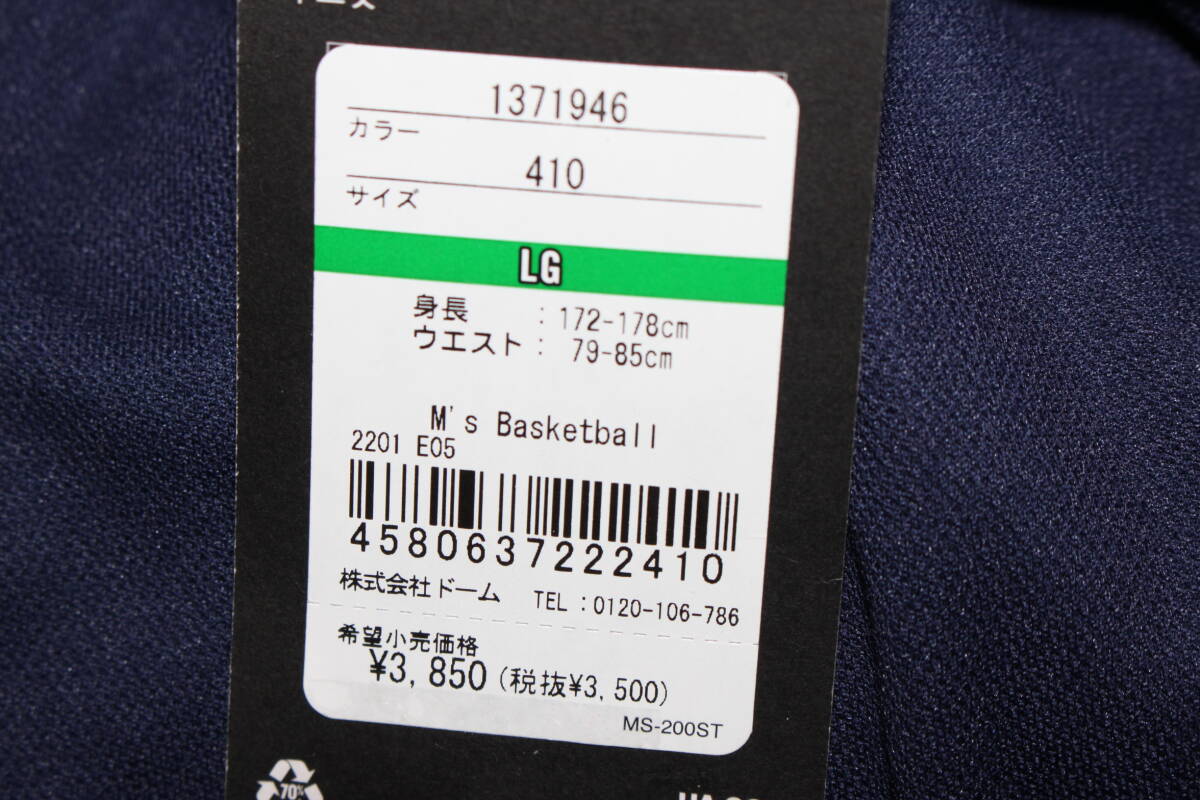 1371946
カラー
410
サイズ
LG
身長 : 172-178cm
ウエスト : 79-85cm
M's Basketball
2201 E05
4580637222410
株式会社ドーム TEL : 0120-106-786
希望小売価格
¥3,850 (税抜¥3,500)
MS-200ST
70%